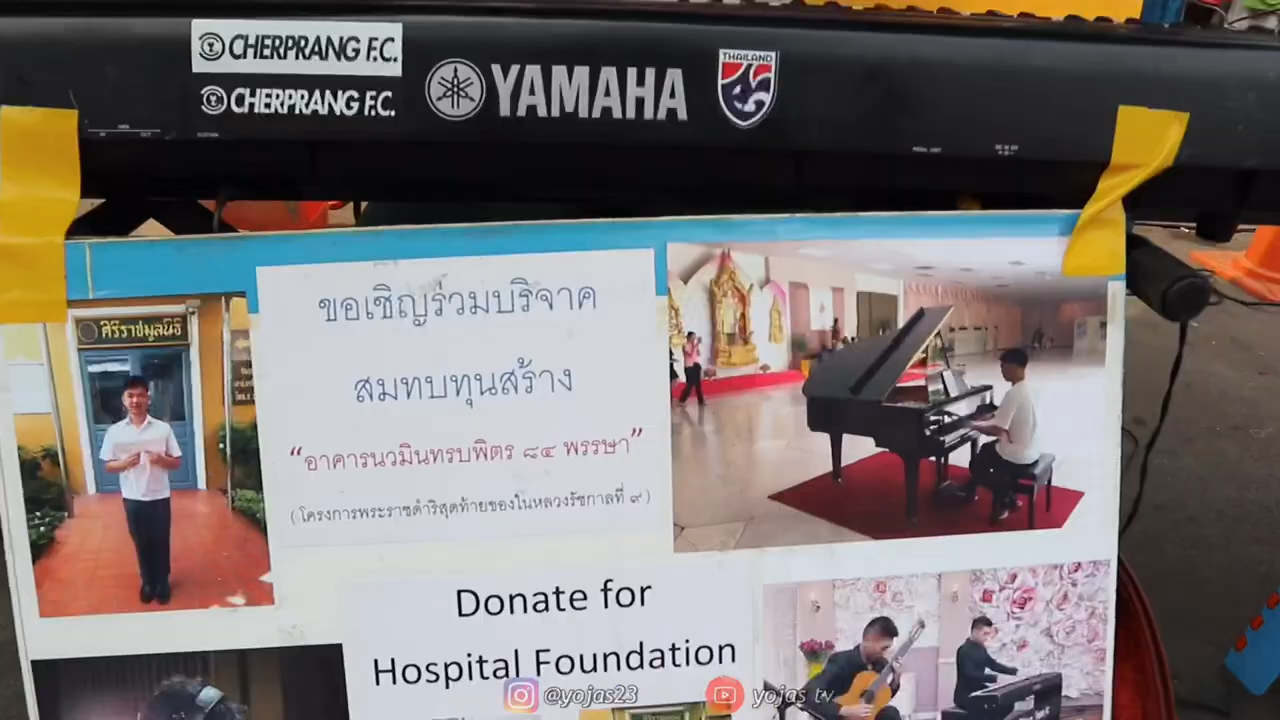 CHERPRANG F.C.
CHERPRANG F.C.
YAMAHA
THAILAND
ขอเชิญร่วมบริจาค
สมทบทุนสร้าง
“อาคารนวมินทรบพิตร ๘๔ พรรษา”
(โครงการพระราชดำริสุดท้ายของในหลวงรัชกาลที่ ๙)
ศิริราชมูลนิธิ
Donate for
Hospital Foundation
@yojas23
yojas tv